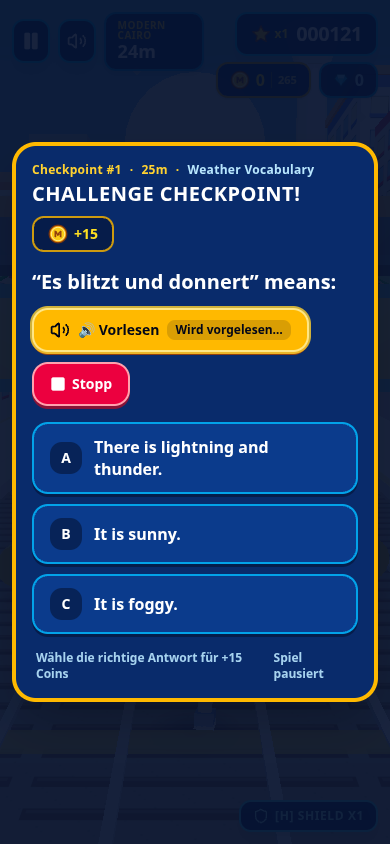 MODERN
CAIRO
24m
x1 000121
M 0 265
0
Checkpoint #1 · 25m · Weather Vocabulary
CHALLENGE CHECKPOINT!
M +15
“Es blitzt und donnert” means:
🔊 Vorlesen Wird vorgelesen...
Stopp
A There is lightning and
thunder.
B It is sunny.
C It is foggy.
Wähle die richtige Antwort für +15
Coins
Spiel
pausiert
[H] SHIELD X1